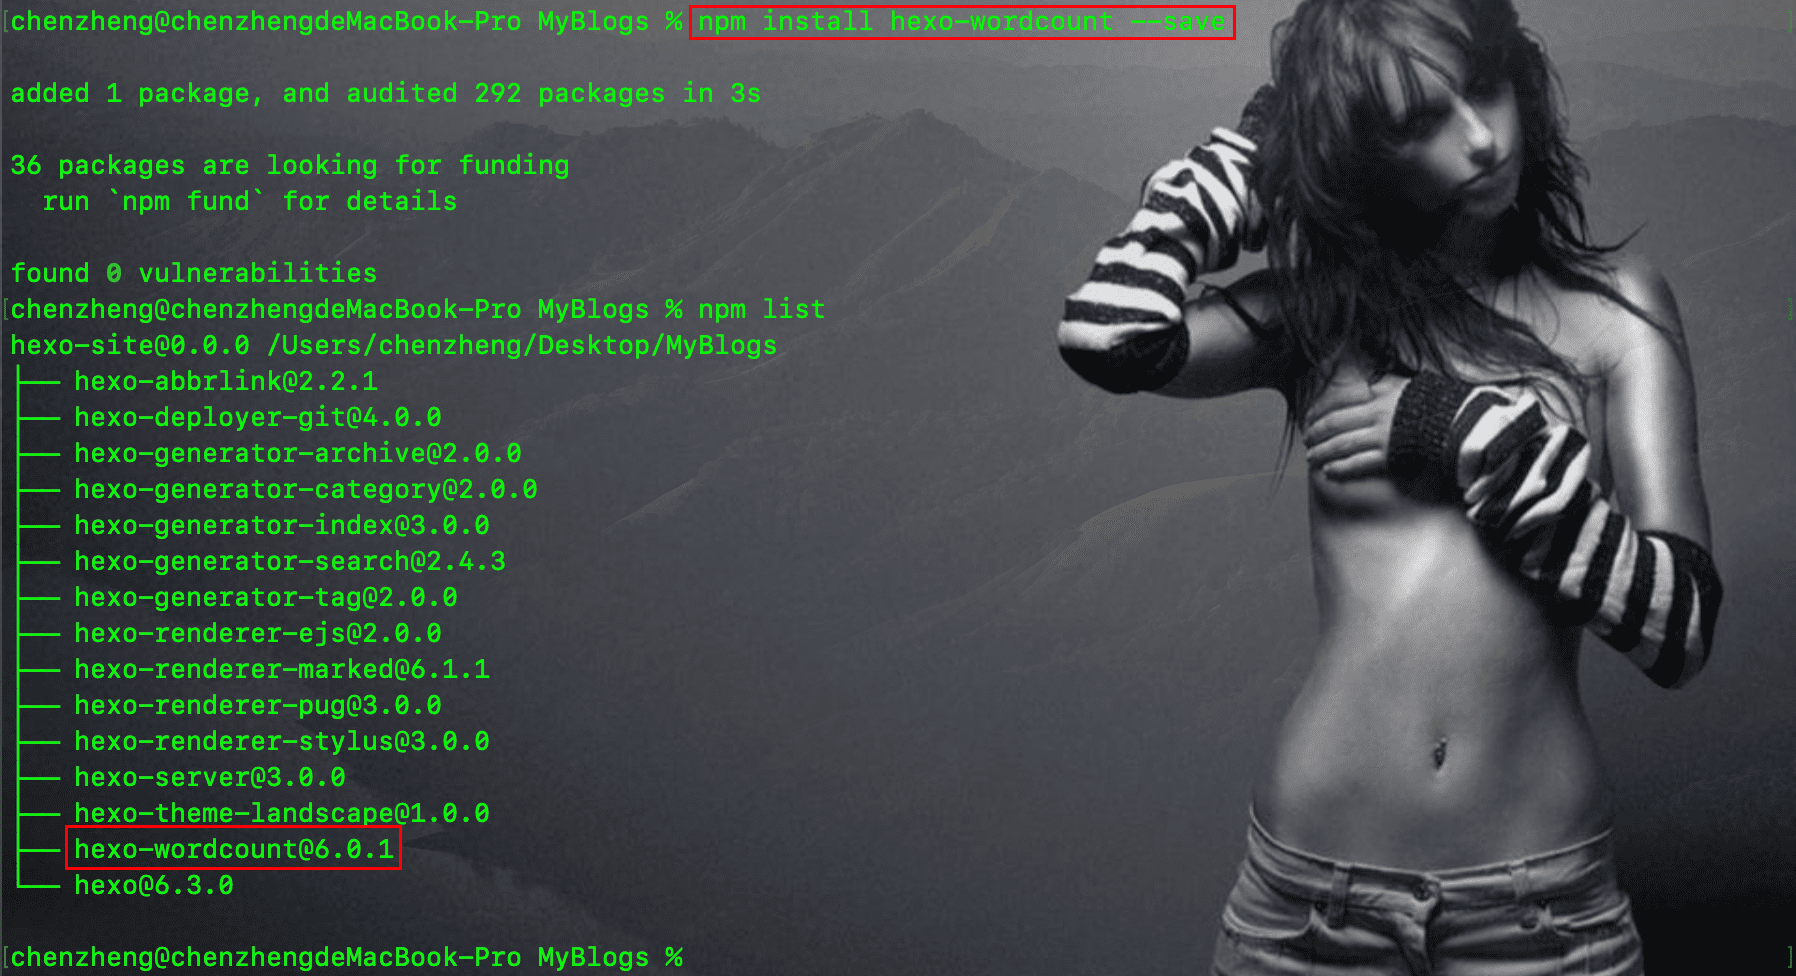 [chenzheng@chenzhengdeMacBook-Pro MyBlogs % npm install hexo-wordcount --save ]
added 1 package, and audited 292 packages in 3s
36 packages are looking for funding
  run `npm fund` for details
found 0 vulnerabilities
[chenzheng@chenzhengdeMacBook-Pro MyBlogs % npm list ]
hexo-site@0.0.0 /Users/chenzheng/Desktop/MyBlogs
├── hexo-abbrlink@2.2.1
├── hexo-deployer-git@4.0.0
├── hexo-generator-archive@2.0.0
├── hexo-generator-category@2.0.0
├── hexo-generator-index@3.0.0
├── hexo-generator-search@2.4.3
├── hexo-generator-tag@2.0.0
├── hexo-renderer-ejs@2.0.0
├── hexo-renderer-marked@6.1.1
├── hexo-renderer-pug@3.0.0
├── hexo-renderer-stylus@3.0.0
├── hexo-server@3.0.0
├── hexo-theme-landscape@1.0.0
├── hexo-wordcount@6.0.1
└── hexo@6.3.0
[chenzheng@chenzhengdeMacBook-Pro MyBlogs % ]